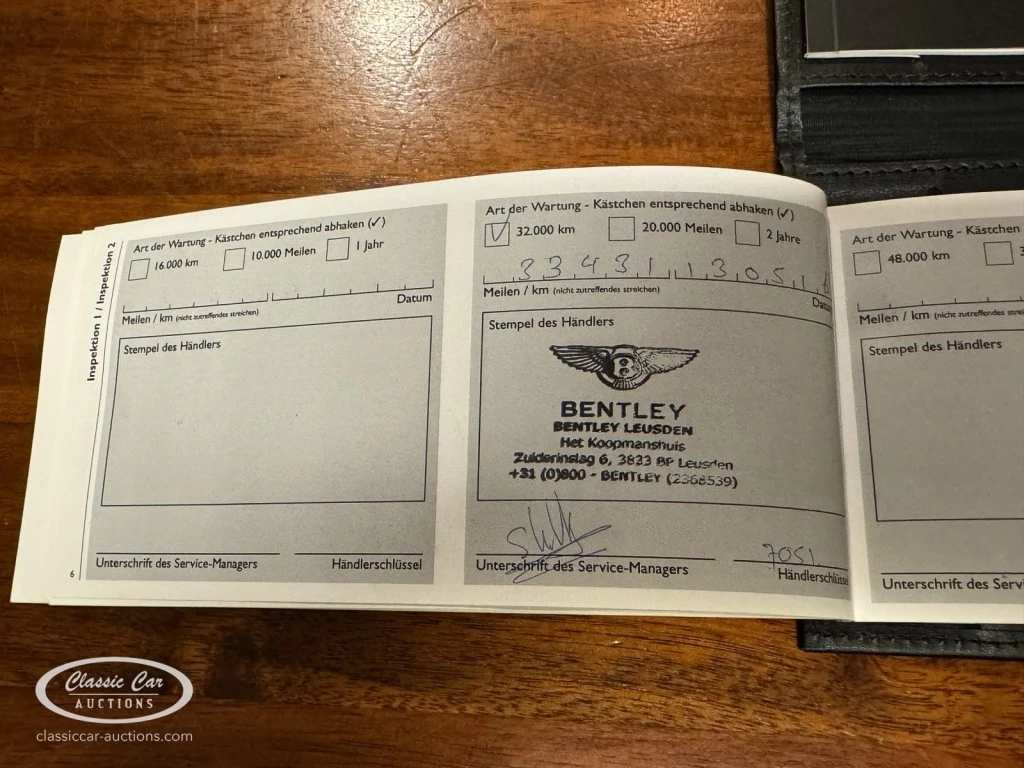 Inspektion 1 / Inspektion 2
Art der Wartung - Kästchen entsprechend abhaken (✓)
16.000 km
10.000 Meilen
1 Jahr
Datum
Meilen / km (nicht zutreffendes streichen)
Stempel des Händlers
Unterschrift des Service-Managers
Händlerschlüssel
6
Art der Wartung - Kästchen entsprechend abhaken (✓)
32.000 km
20.000 Meilen
2 Jahre
33431 13051
Meilen / km (nicht zutreffendes streichen)
Stempel des Händlers
BENTLEY
BENTLEY LEUSDEN
Het Koopmanshuis
Zuiderinslag 6, 3833 BP Leusden
+31 (0)800 - BENTLEY (2368539)
7051
Unterschrift des Service-Managers
Händlerschlüsse
Art der Wartung - Kästchen
48.000 km
Meilen / km (nicht zutreffendes
Stempel des Händlers
Unterschrift des Serv
Classic Car
AUCTIONS
classiccar-auctions.com